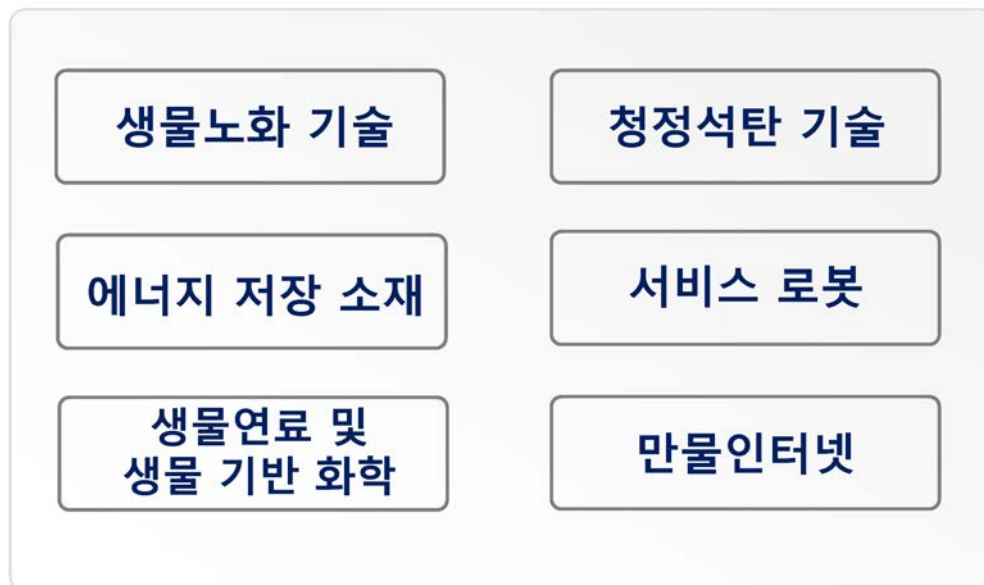 생물노화 기술
청정석탄 기술
에너지 저장 소재
서비스 로봇
생물연료 및
생물 기반 화학
만물인터넷